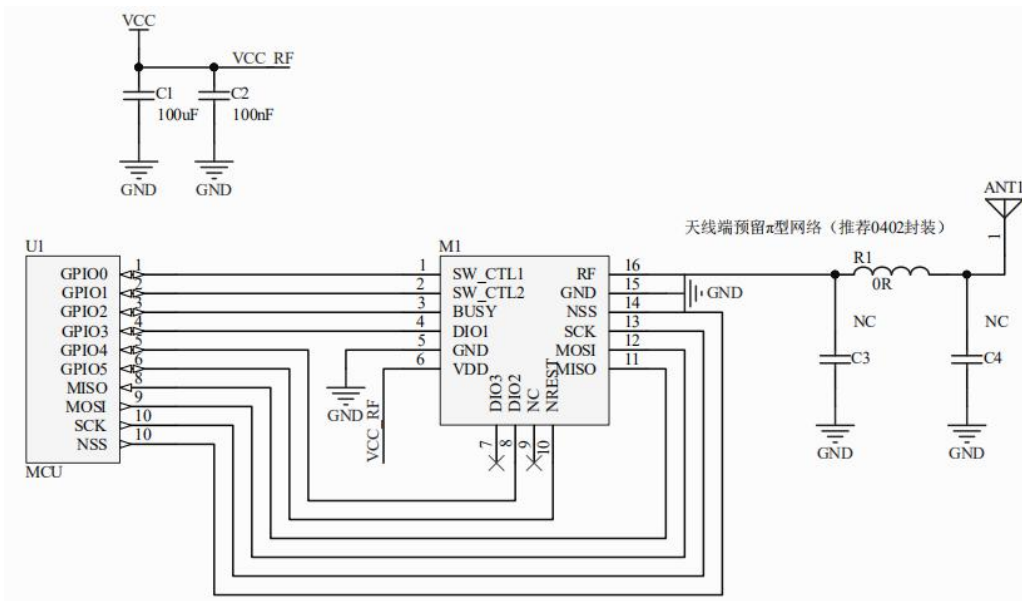 VCC
VCC_RF
C1
100uF
C2
100nF
GND
GND
ANT1
1
天线端预留π型网络（推荐0402封装）
U1
GPIO0 1
GPIO1 2
GPIO2 3
GPIO3 4
GPIO4 5
GPIO5 6
MISO 8
MOSI 9
SCK 10
NSS 10
MCU
M1
1 SW_CTL1
2 SW_CTL2
3 BUSY
4 DIO1
5 GND
6 VDD
RF 16
GND 15
NSS 14
SCK 13
MOSI 12
MISO 11
DIO3 7
DIO2 8
NC 9
NREST 10
GND
VCC_RF
GND
R1
0R
NC
C3
NC
C4
GND
GND